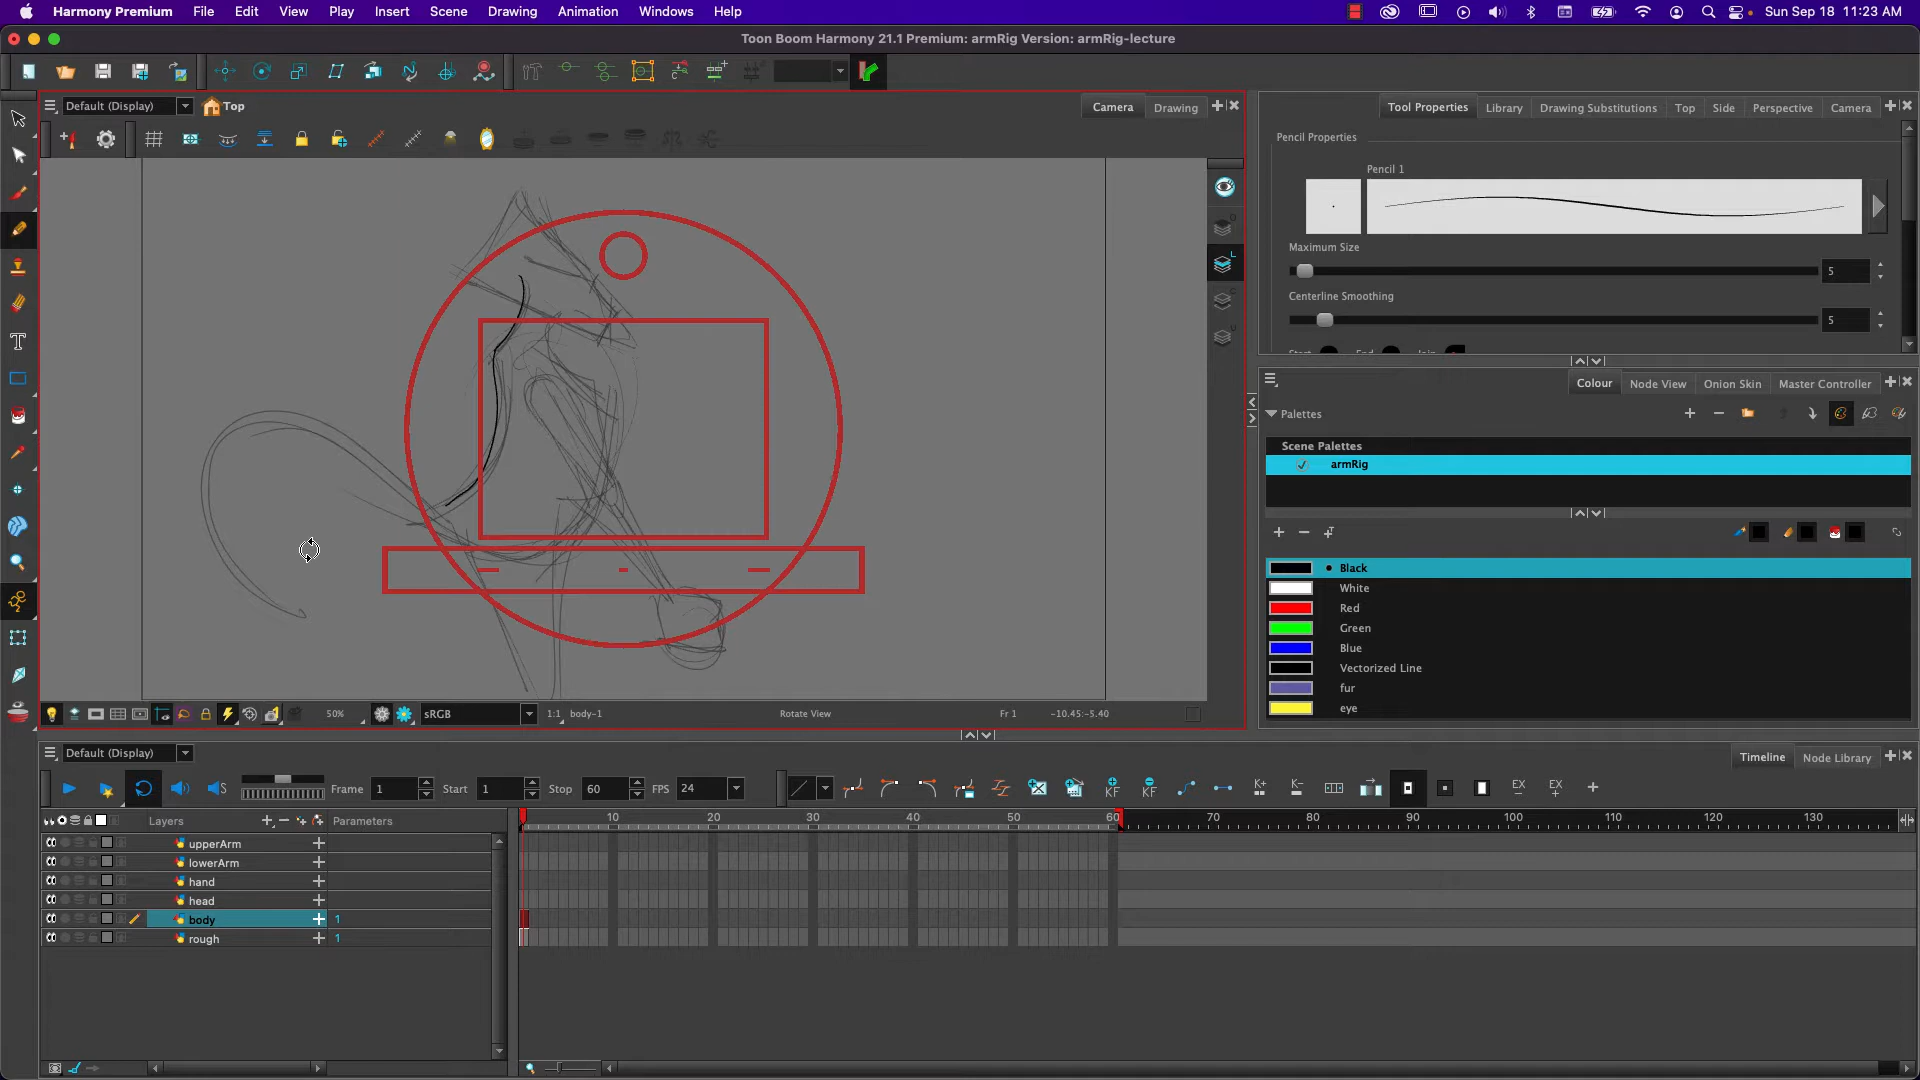 Harmony Premium File Edit View Play Insert Scene Drawing Animation Windows Help Sun Sep 18 11:23 AM
Toon Boom Harmony 21.1 Premium: armRig Version: armRig-lecture
Default (Display) Top Camera Drawing
Tool Properties Library Drawing Substitutions Top Side Perspective Camera
Pencil Properties
Pencil 1
Maximum Size
5
Centerline Smoothing
5
Colour Node View Onion Skin Master Controller
Palettes
Scene Palettes
armRig
Black
White
Red
Green
Blue
Vectorized Line
fur
eye
50% sRGB 1:1 body-1 Rotate View Fr 1 -10.45:-5.40
Default (Display) Timeline Node Library
Frame 1 Start 1 Stop 60 FPS 24 KF KF K+ K- EX EX
Layers Parameters 10 20 30 40 50 60 70 80 90 100 110 120 130
upperArm
lowerArm
hand
head
body 1
rough 1